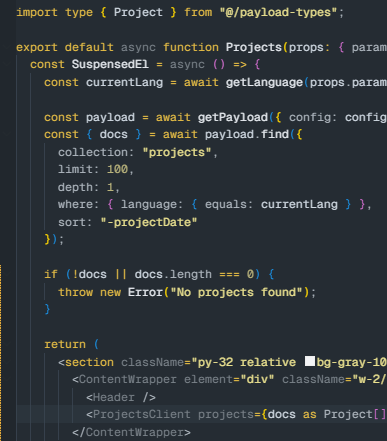 import type { Project } from "@/payload-types";
export default async function Projects(props: { param
const SuspensedEl = async () => {
const currentLang = await getLanguage(props.param
const payload = await getPayload({ config: config
const { docs } = await payload.find({
collection: "projects",
limit: 100,
depth: 1,
where: { language: { equals: currentLang } },
sort: "-projectDate"
});
if (!docs || docs.length === 0) {
throw new Error("No projects found");
}
return (
<section className="py-32 relative bg-gray-10
<ContentWrapper element="div" className="w-2/
<Header />
<ProjectsClient projects={docs as Project[]
</ContentWrapper>